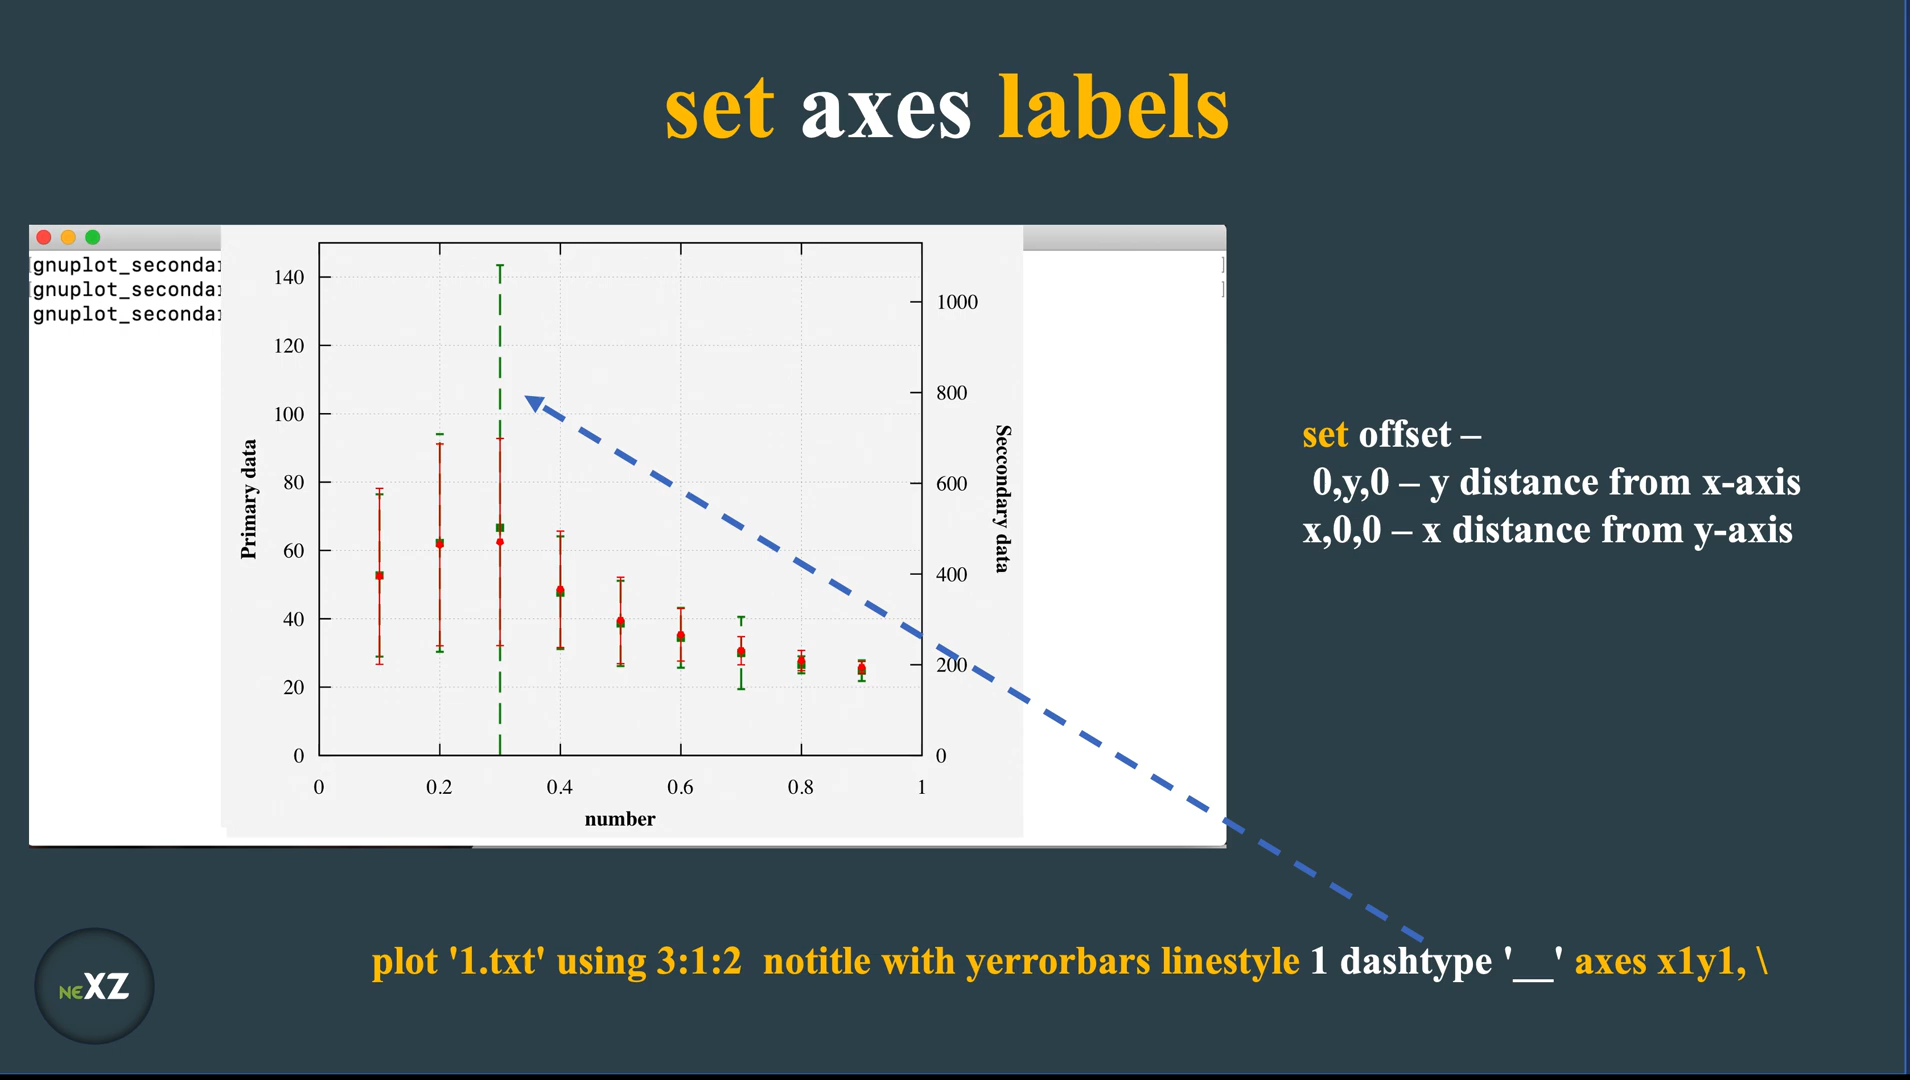 set axes labels
gnuplot_secondar
gnuplot_secondar
gnuplot_secondar
140
120
100
80
60
40
20
0
Primary data
1000
800
600
400
200
0
Seccondary data
0 0.2 0.4 0.6 0.8 1
number
set offset –
0,y,0 – y distance from x-axis
x,0,0 – x distance from y-axis
plot '1.txt' using 3:1:2 notitle with yerrorbars linestyle 1 dashtype '__' axes x1y1, \
NEXZ